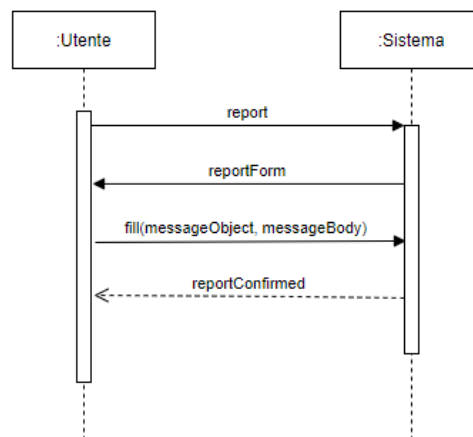 :Utente
:Sistema
report
reportForm
fill(messageObject, messageBody)
reportConfirmed